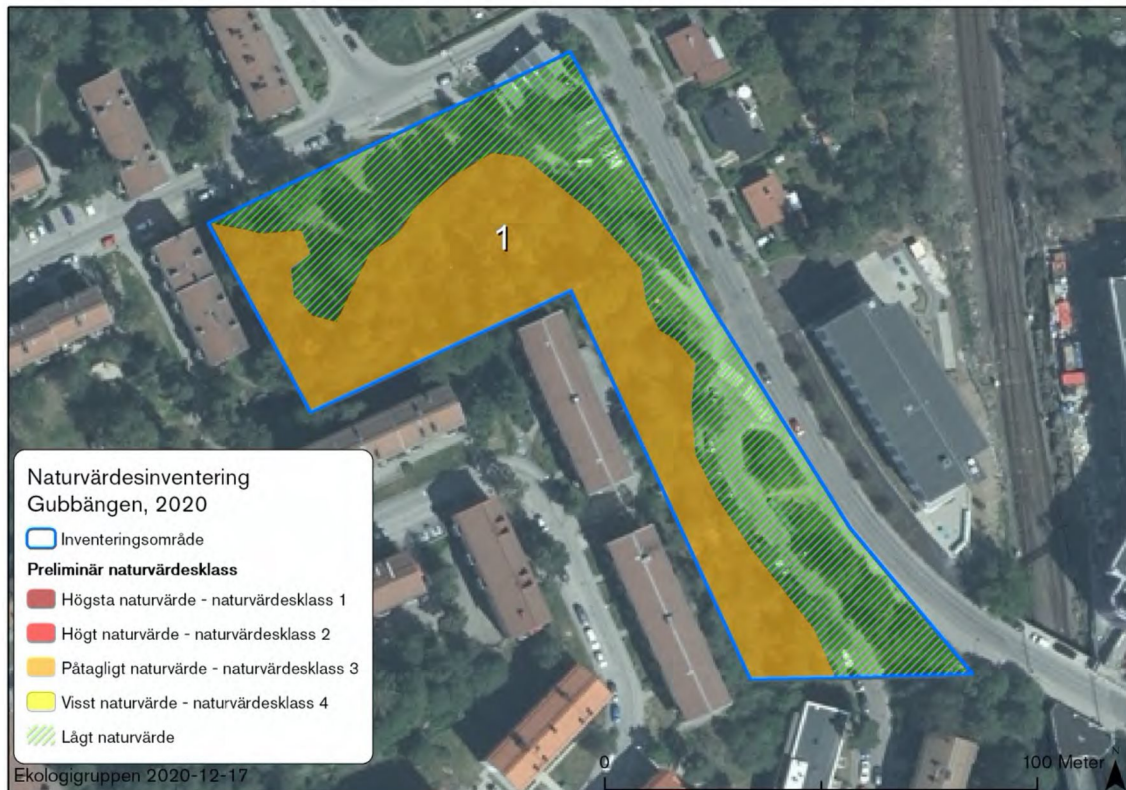 1
Naturvärdesinventering
Gubbängen, 2020
Inventeringsområde
Preliminär naturvärdesklass
Högsta naturvärde - naturvärdesklass 1
Högt naturvärde - naturvärdesklass 2
Påtagligt naturvärde - naturvärdesklass 3
Visst naturvärde - naturvärdesklass 4
Lågt naturvärde
Ekologigruppen 2020-12-17
0 100 Meter
N